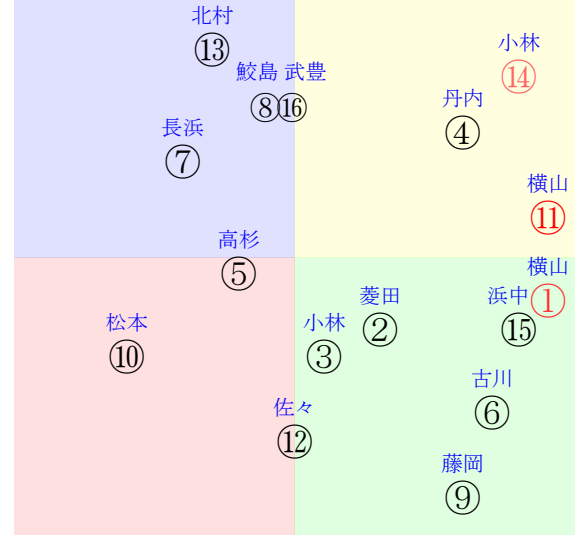 北村
⑬
小林
⑭
鮫島 武豊
⑧⑯
丹内
④
長浜
⑦
横山
⑪
高杉
⑤
横山
①
松本
⑩
小林
③
菱田
②
浜中
⑮
古川
⑥
佐々
⑫
藤岡
⑨